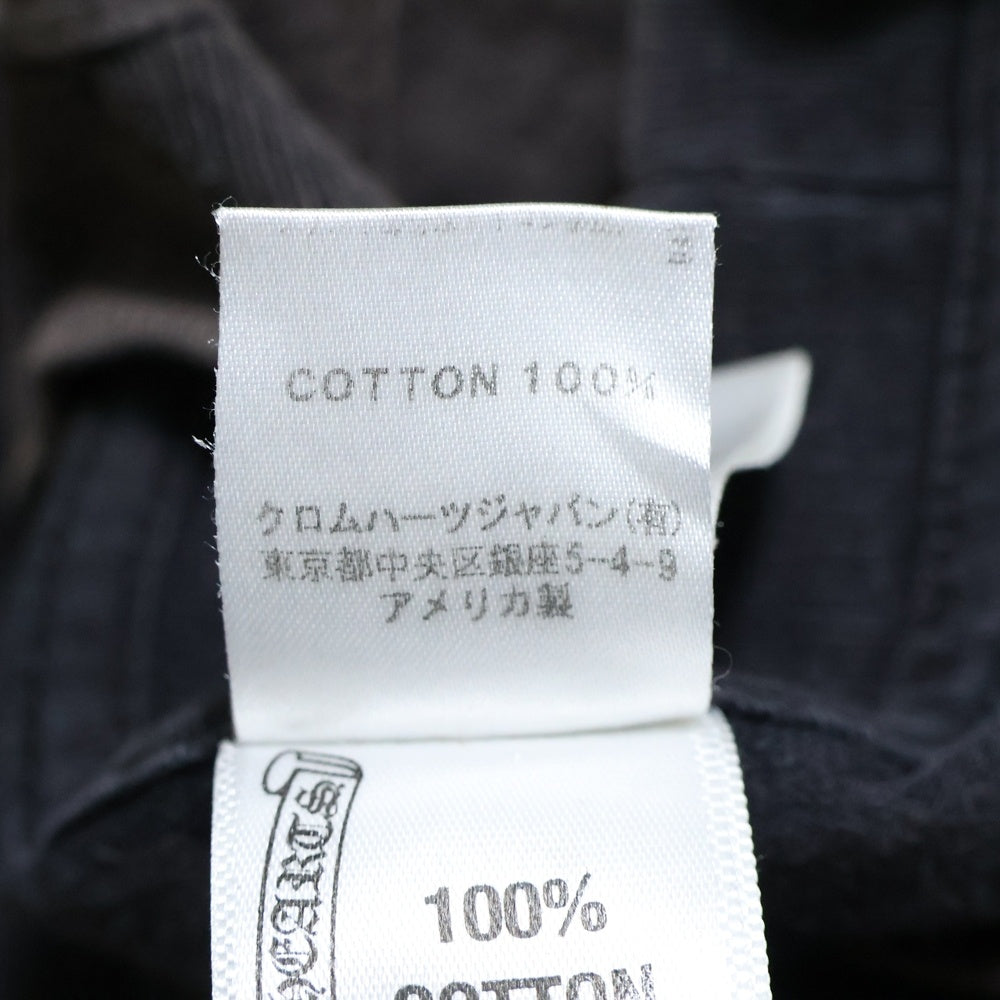 COTTON 100%
クロムハーツジャパン(有)
東京都中央区銀座5-4-9
アメリカ製
100%
COTTON